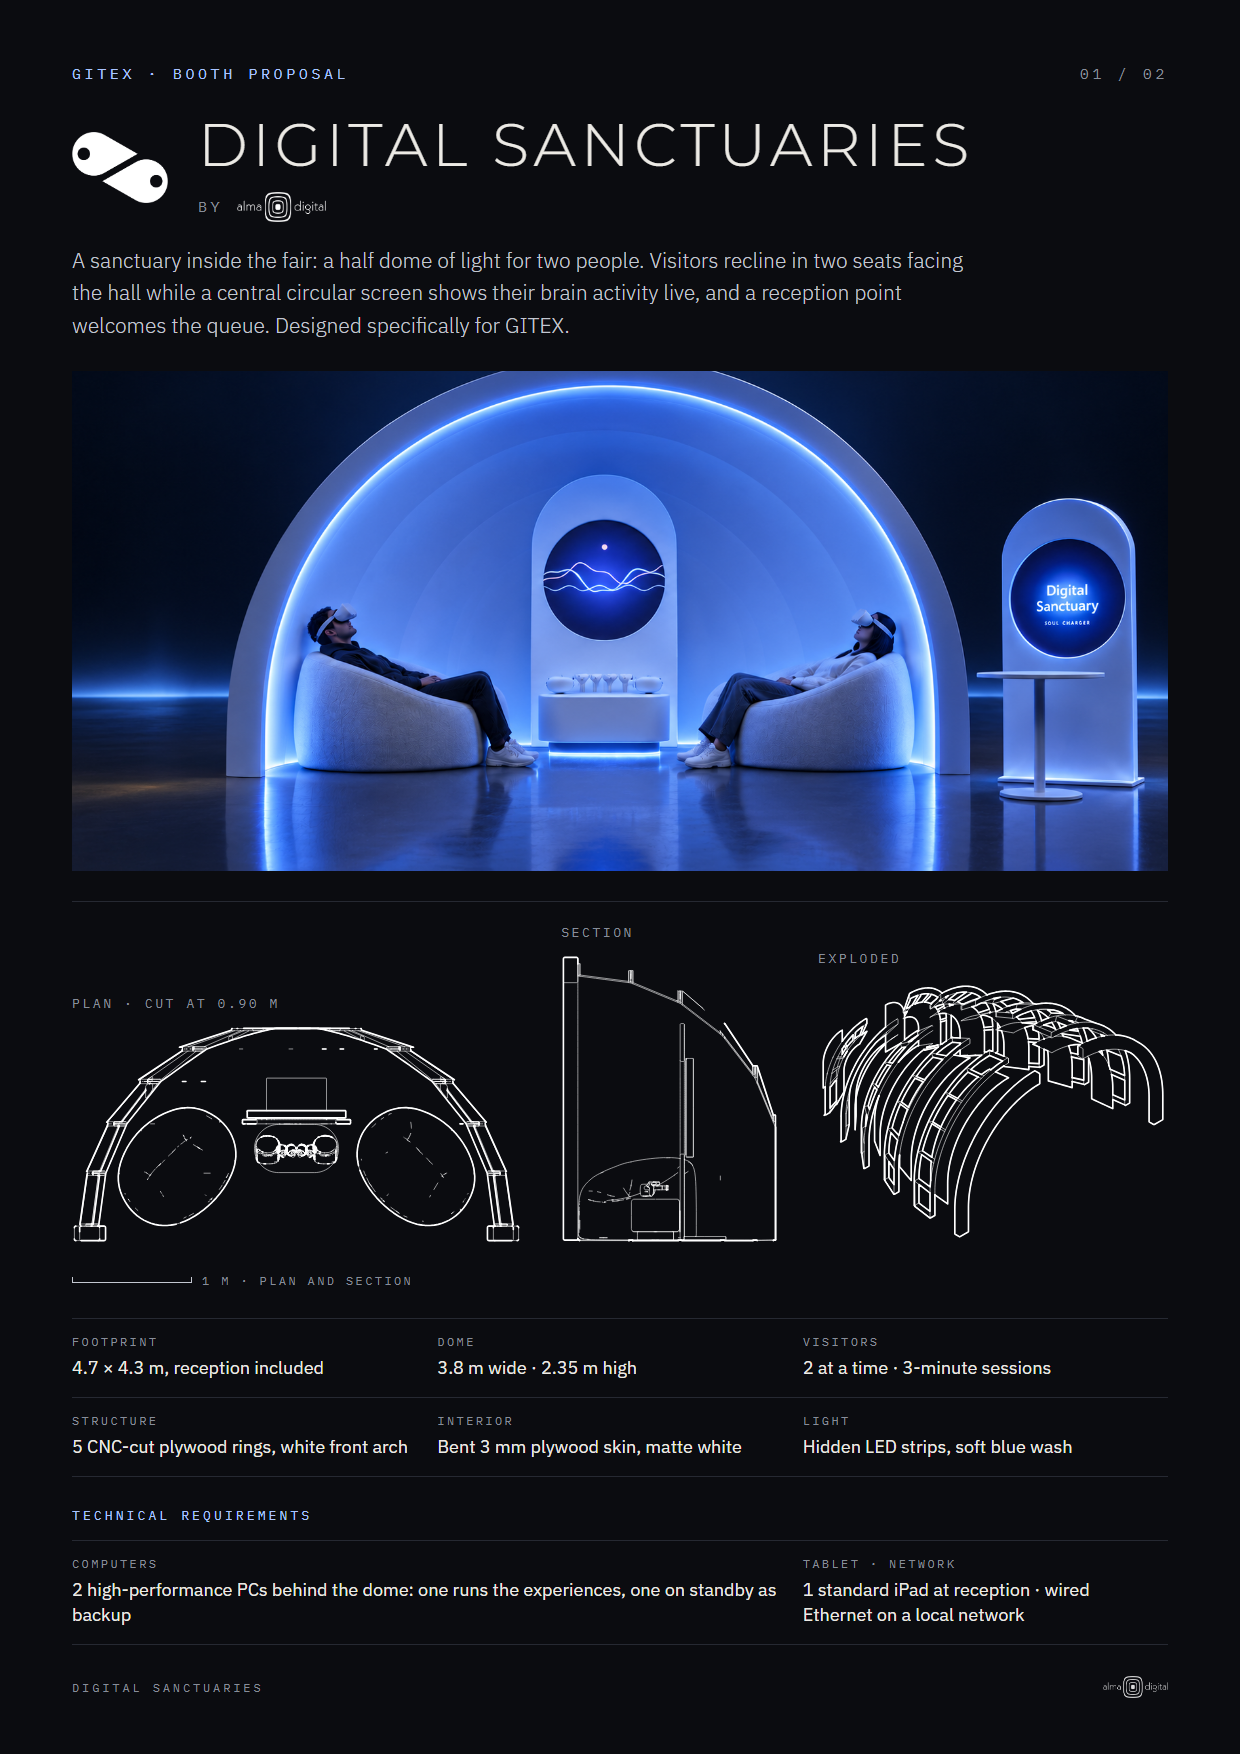 GITEX · BOOTH PROPOSAL
01 / 02
DIGITAL SANCTUARIES
BY alma digital
A sanctuary inside the fair: a half dome of light for two people. Visitors recline in two seats facing
the hall while a central circular screen shows their brain activity live, and a reception point
welcomes the queue. Designed specifically for GITEX.
Digital
Sanctuary
SOUL CHARGER
SECTION
EXPLODED
PLAN · CUT AT 0.90 M
1 M · PLAN AND SECTION
FOOTPRINT
4.7 × 4.3 m, reception included
DOME
3.8 m wide · 2.35 m high
VISITORS
2 at a time · 3-minute sessions
STRUCTURE
5 CNC-cut plywood rings, white front arch
INTERIOR
Bent 3 mm plywood skin, matte white
LIGHT
Hidden LED strips, soft blue wash
TECHNICAL REQUIREMENTS
COMPUTERS
2 high-performance PCs behind the dome: one runs the experiences, one on standby as
backup
TABLET · NETWORK
1 standard iPad at reception · wired
Ethernet on a local network
DIGITAL SANCTUARIES
alma digital